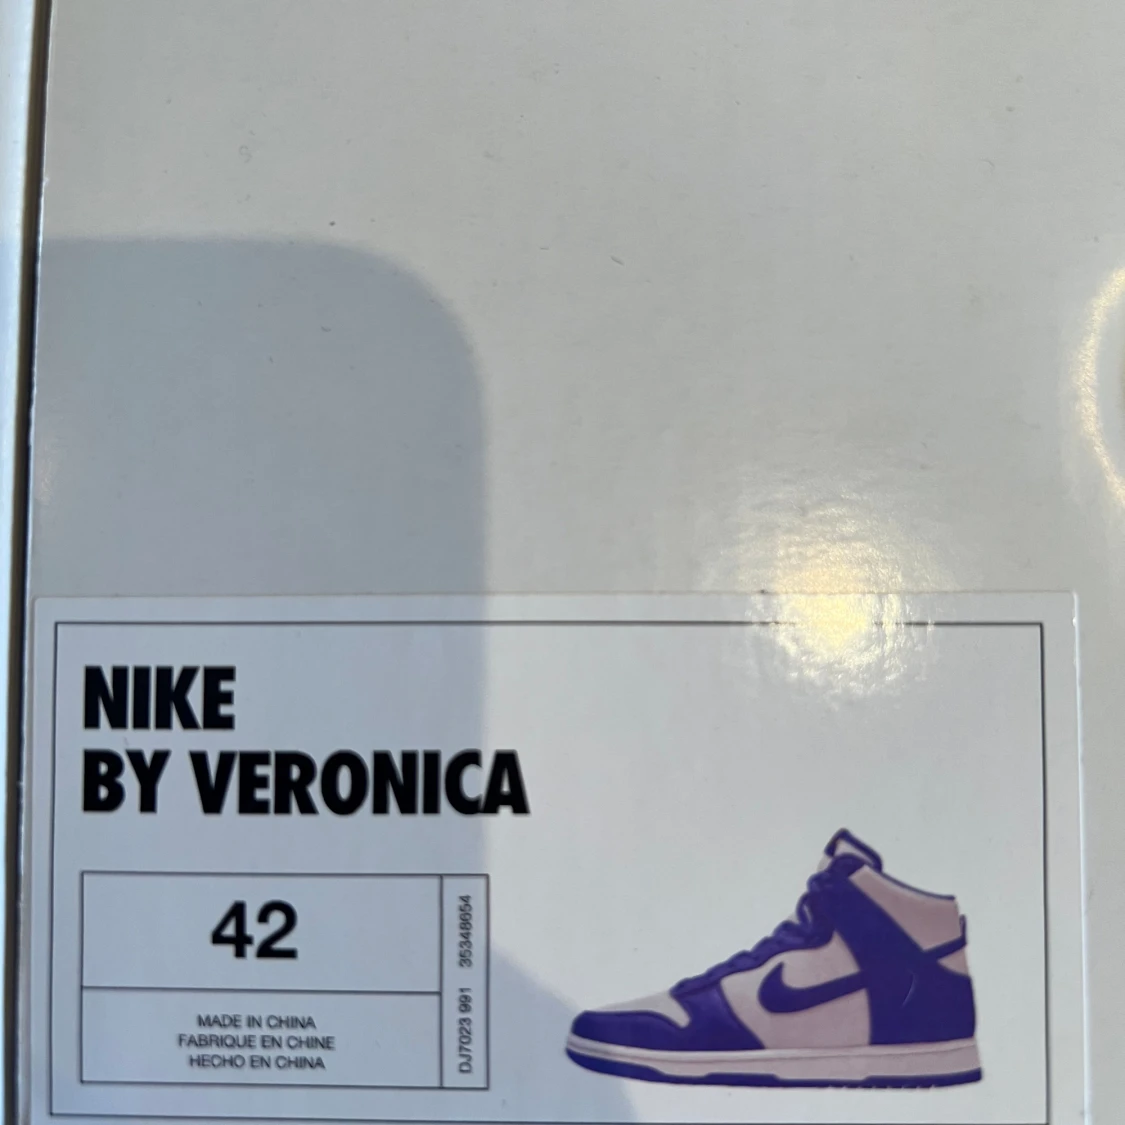 NIKE
BY VERONICA
42
MADE IN CHINA
FABRIQUE EN CHINE
HECHO EN CHINA
DJ7023 991 35348654